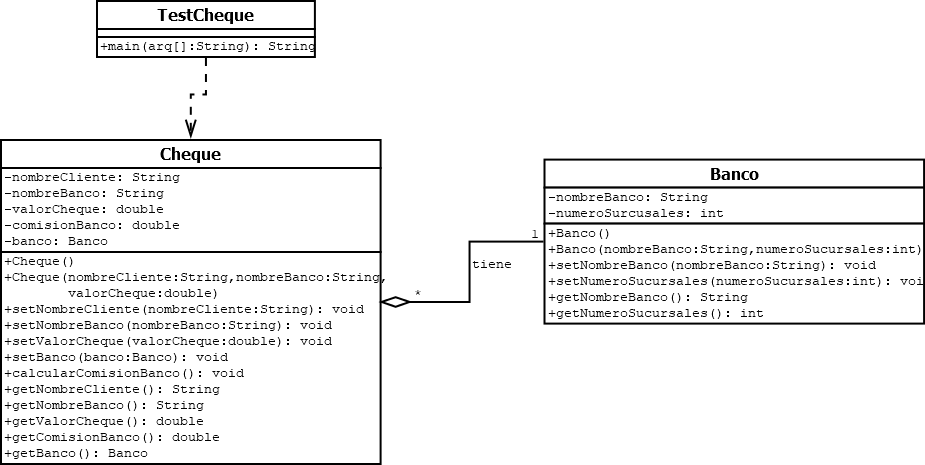 TestCheque
+main(arq[]:String): String
Cheque
-nombreCliente: String
-nombreBanco: String
-valorCheque: double
-comisionBanco: double
-banco: Banco
+Cheque()
+Cheque(nombreCliente:String,nombreBanco:String,
valorCheque:double)
+setNombreCliente(nombreCliente:String): void
+setNombreBanco(nombreBanco:String): void
+setValorCheque(valorCheque:double): void
+setBanco(banco:Banco): void
+calcularComisionBanco(): void
+getNombreCliente(): String
+getNombreBanco(): String
+getValorCheque(): double
+getComisionBanco(): double
+getBanco(): Banco
*
tiene
1
Banco
-nombreBanco: String
-numeroSurcusales: int
+Banco()
+Banco(nombreBanco:String,numeroSucursales:int)
+setNombreBanco(nombreBanco:String): void
+setNumeroSucursales(numeroSucursales:int): voi
+getNombreBanco(): String
+getNumeroSucursales(): int